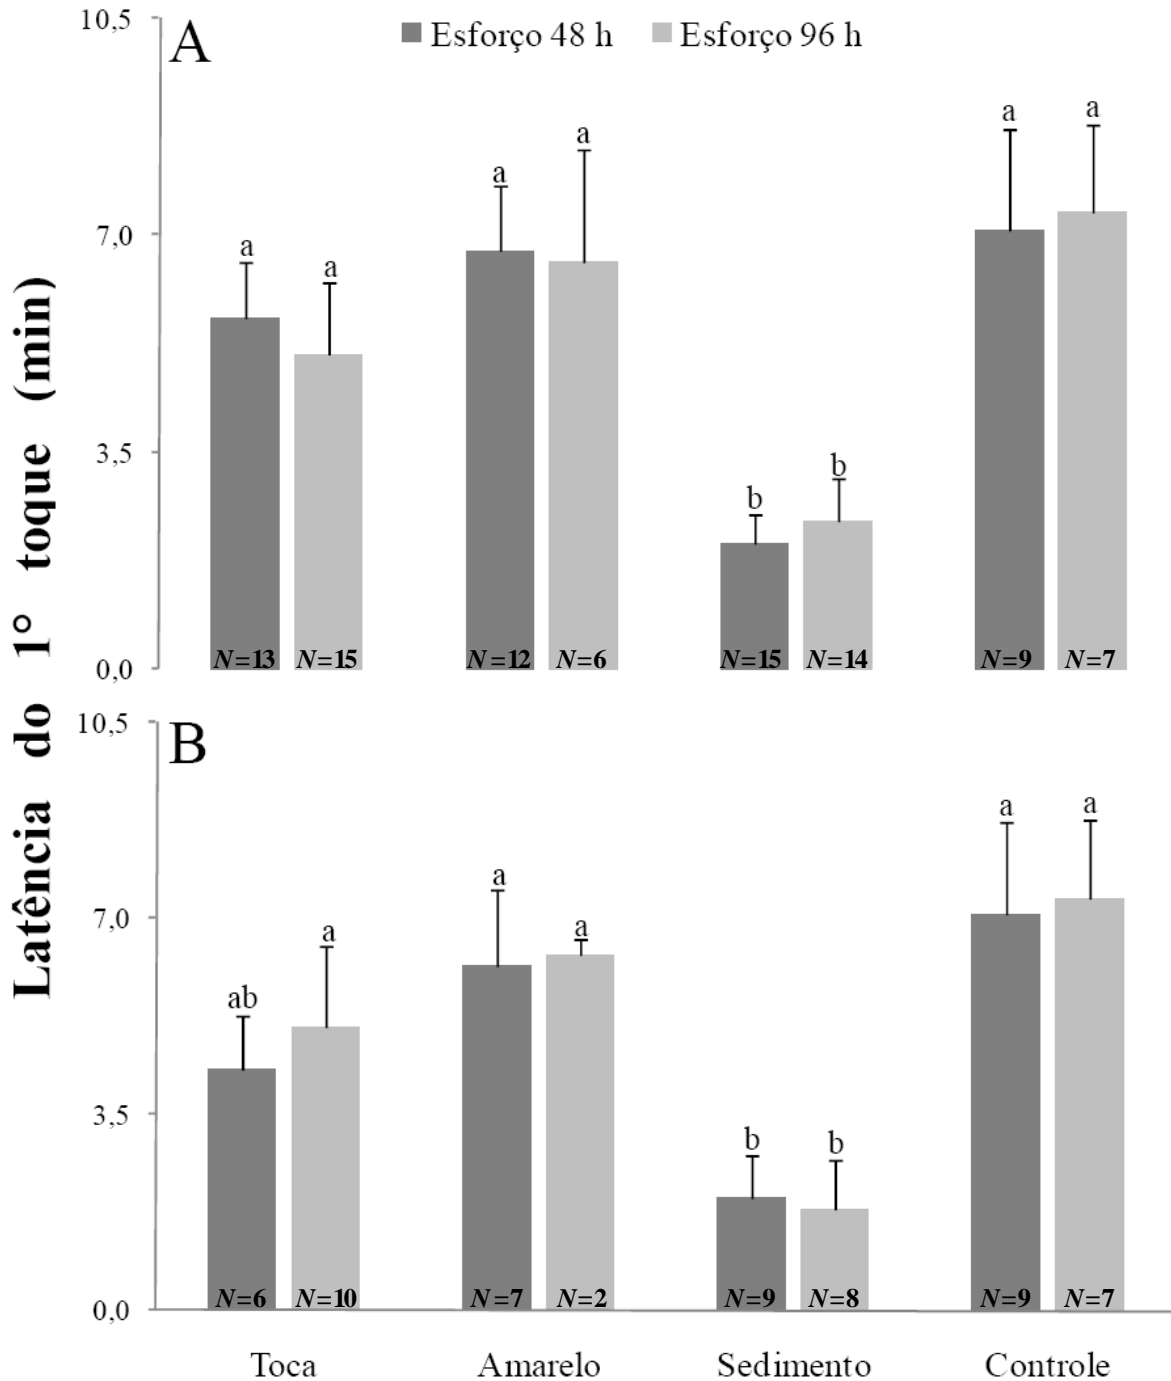 10,5
A
Esforço 48 h
Esforço 96 h
a
a
a
a
7,0
a
a
3,5
b
b
0,0
N=13
N=15
N=12
N=6
N=15
N=14
N=9
N=7
Latência do 1° toque (min)
10,5
B
a
a
a
7,0
a
a
ab
3,5
b
b
0,0
N=6
N=10
N=7
N=2
N=9
N=8
N=9
N=7
Toca
Amarelo
Sedimento
Controle